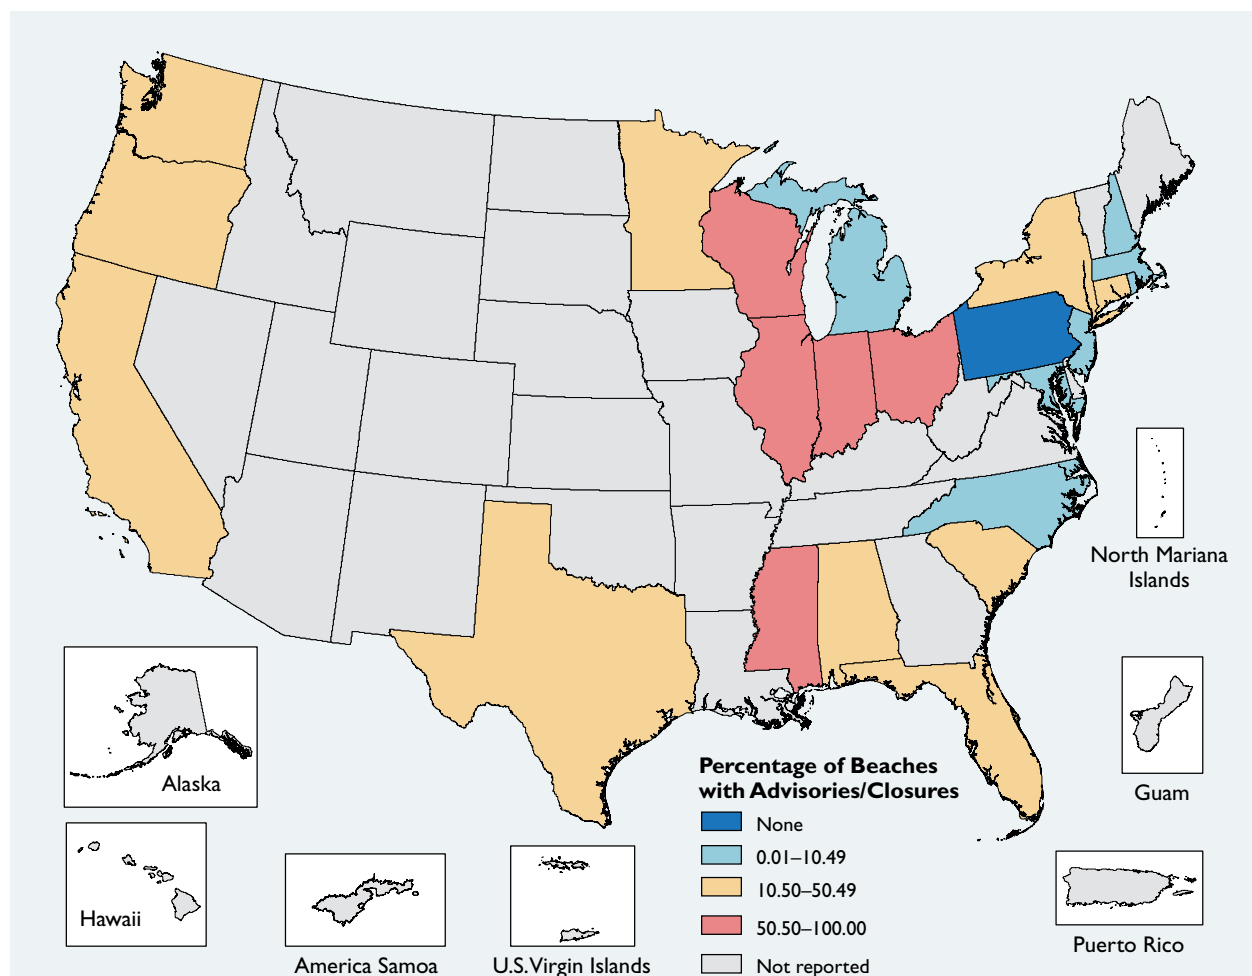 North Mariana
Islands
Alaska
Guam
Hawaii
America Samoa
U.S. Virgin Islands
Puerto Rico
Percentage of Beaches
with Advisories/Closures
None
0.01–10.49
10.50–50.49
50.50–100.00
Not reported